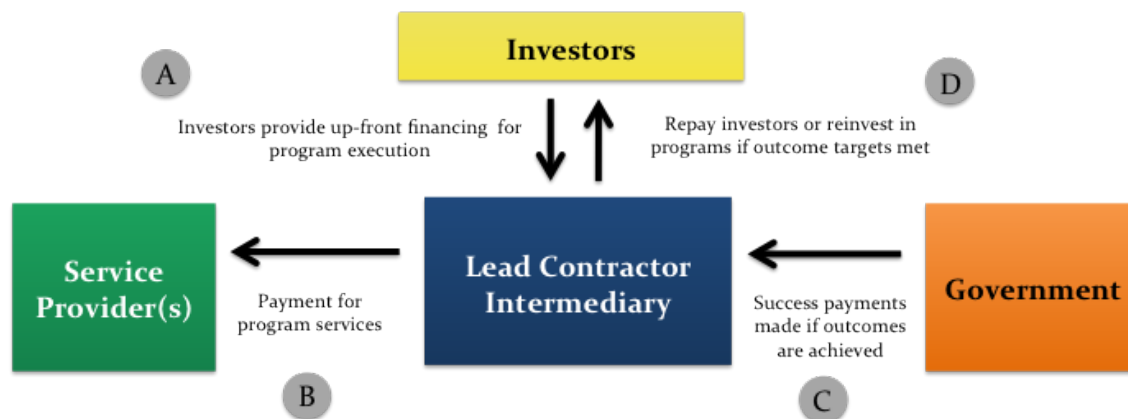 Investors
A
D
Investors provide up-front financing for
program execution
Repay investors or reinvest in
programs if outcome targets met
Service
Provider(s)
Lead Contractor
Intermediary
Government
Payment for
program services
Success payments
made if outcomes
are achieved
B
C